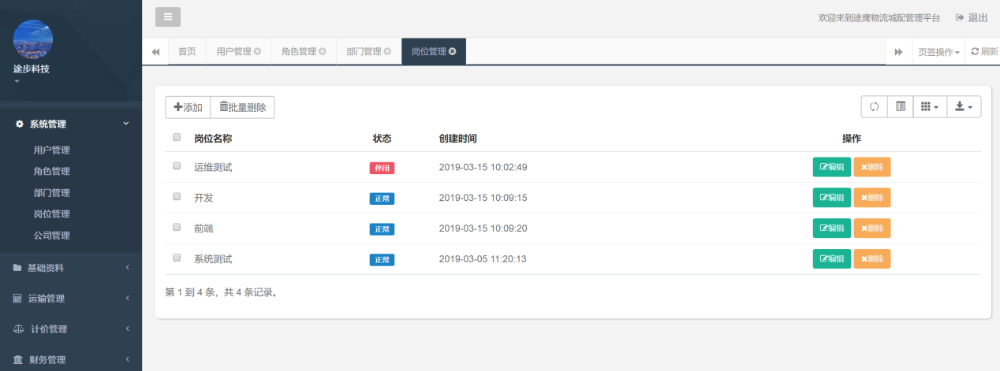 欢迎来到途鹰物流城配管理平台 退出
途步科技
首页 用户管理 角色管理 部门管理 岗位管理 页签操作 刷新
添加 批量删除
系统管理
用户管理
角色管理
部门管理
岗位管理
公司管理
基础资料
运输管理
计价管理
财务管理
岗位名称 状态 创建时间 操作
运维测试 停用 2019-03-15 10:02:49 编辑 删除
开发 正常 2019-03-15 10:09:15 编辑 删除
前端 正常 2019-03-15 10:09:20 编辑 删除
系统测试 正常 2019-03-05 11:20:13 编辑 删除
第 1 到 4 条，共 4 条记录。